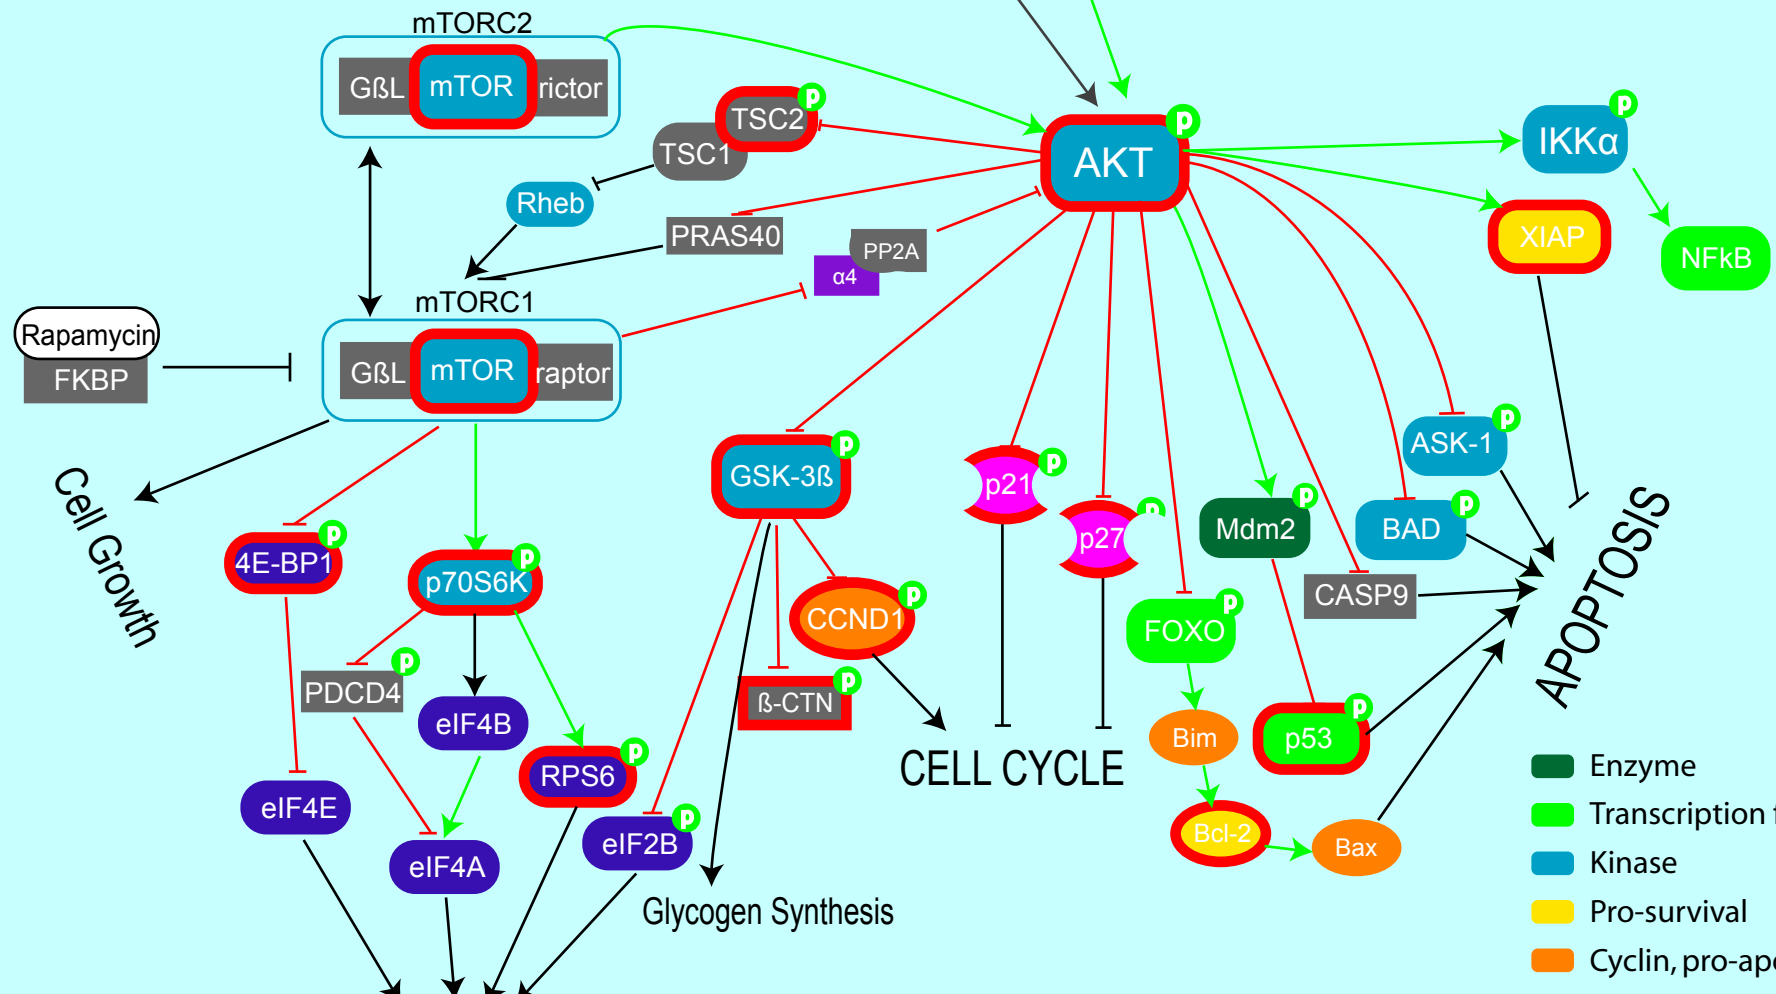 mTORC2
GßL mTOR rictor
p
TSC2
TSC1
Rheb
PRAS40
PP2A
α4
p
AKT
p
IKKα
XIAP
NFkB
mTORC1
Rapamycin
FKBP
GßL mTOR raptor
Cell Growth
p
4E-BP1
p
p70S6K
p
GSK-3ß
p
p21
p
p27
p
Mdm2
p
ASK-1
p
BAD
CASP9
APOPTOSIS
p
CCND1
p
FOXO
p
PDCD4
p
ß-CTN
eIF4B
p
RPS6
Bim
p
p53
CELL CYCLE
eIF4E
eIF4A
p
eIF2B
Bcl-2
Bax
Glycogen Synthesis
Enzyme
Transcription f
Kinase
Pro-survival
Cyclin, pro-apo